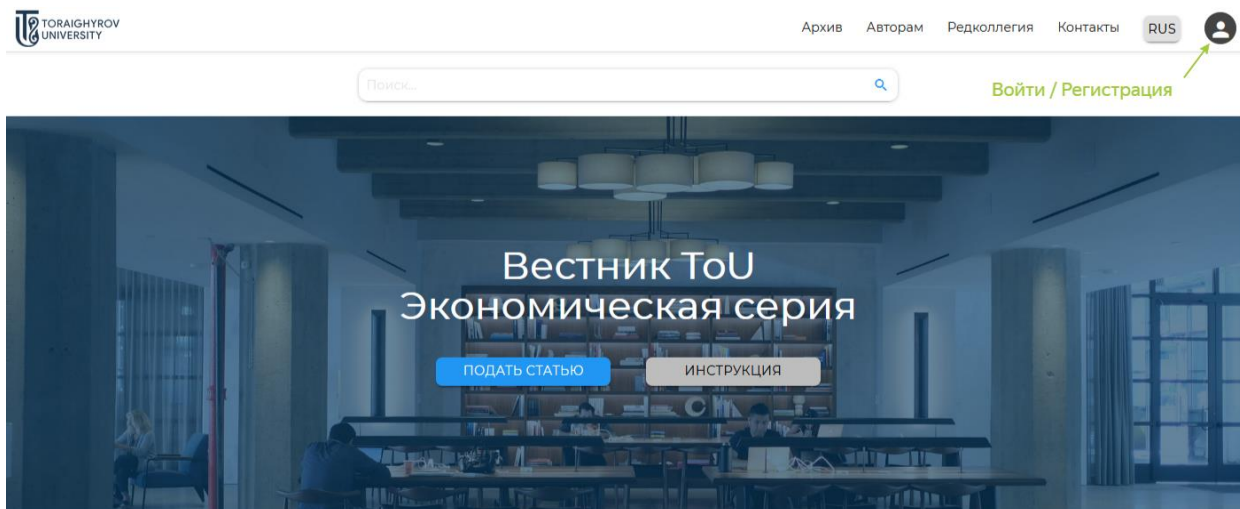 TORAIGHYROV
UNIVERSITY
Архив Авторам Редколлегия Контакты RUS
Поиск...
Войти / Регистрация
Вестник ToU
Экономическая серия
ПОДАТЬ СТАТЬЮ ИНСТРУКЦИЯ